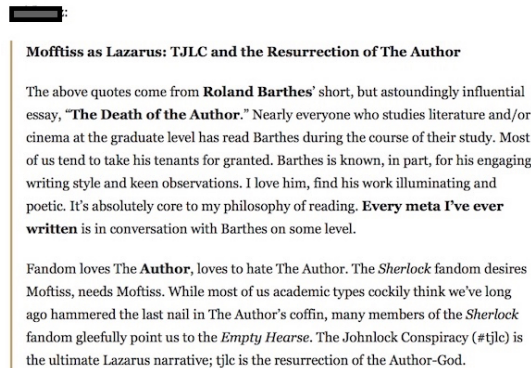 Mofftiss as Lazarus: TJLC and the Resurrection of The Author
The above quotes come from Roland Barthes' short, but astoundingly influential
essay, "The Death of the Author." Nearly everyone who studies literature and/or
cinema at the graduate level has read Barthes during the course of their study. Most
of us tend to take his tenants for granted. Barthes is known, in part, for his engaging
writing style and keen observations. I love him, find his work illuminating and
poetic. It's absolutely core to my philosophy of reading. Every meta I've ever
written is in conversation with Barthes on some level.
Fandom loves The Author, loves to hate The Author. The Sherlock fandom desires
Moftiss, needs Moftiss. While most of us academic types cockily think we've long
ago hammered the last nail in The Author's coffin, many members of the Sherlock
fandom gleefully point us to the Empty Hearse. The Johnlock Conspiracy (#tjlc) is
the ultimate Lazarus narrative; tjlc is the resurrection of the Author-God.